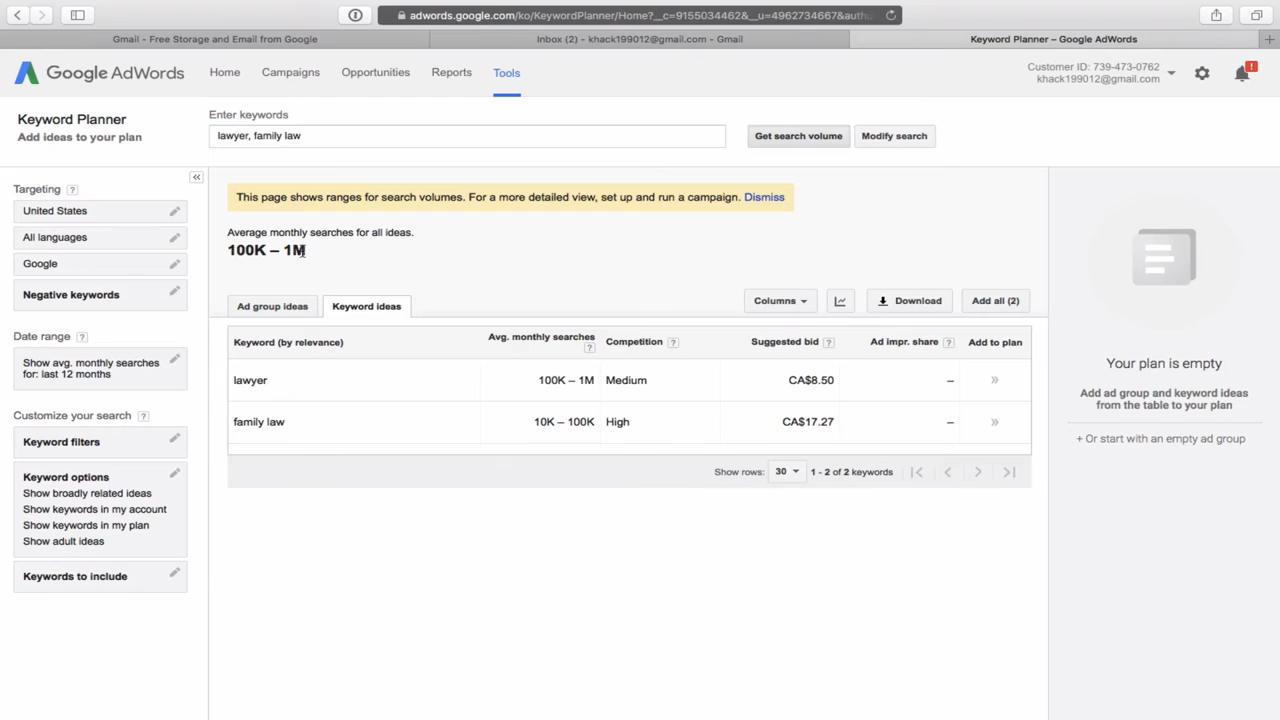 adwords.google.com/ko/KeywordPlanner/Home?__c=9155034462&__u=4962734667&auth
Gmail - Free Storage and Email from Google
Inbox (2) - khack199012@gmail.com - Gmail
Keyword Planner – Google AdWords
Google AdWords
Home
Campaigns
Opportunities
Reports
Tools
Customer ID: 739-473-0762
khack199012@gmail.com
!
Keyword Planner
Add ideas to your plan
Enter keywords
lawyer, family law
Get search volume
Modify search
Targeting ?
United States
All languages
Google
Negative keywords
Date range ?
Show avg. monthly searches
for: last 12 months
Customize your search ?
Keyword filters
Keyword options
Show broadly related ideas
Show keywords in my account
Show keywords in my plan
Show adult ideas
Keywords to include
«
This page shows ranges for search volumes. For a more detailed view, set up and run a campaign. Dismiss
Average monthly searches for all ideas.
100K – 1M
Ad group ideas
Keyword ideas
Columns
Download
Add all (2)
Keyword (by relevance)
Avg. monthly searches ?
Competition ?
Suggested bid ?
Ad impr. share ?
Add to plan
lawyer 100K – 1M Medium CA$8.50 – »
family law 10K – 100K High CA$17.27 – »
Show rows: 30 1 - 2 of 2 keywords
Your plan is empty
Add ad group and keyword ideas
from the table to your plan
+ Or start with an empty ad group